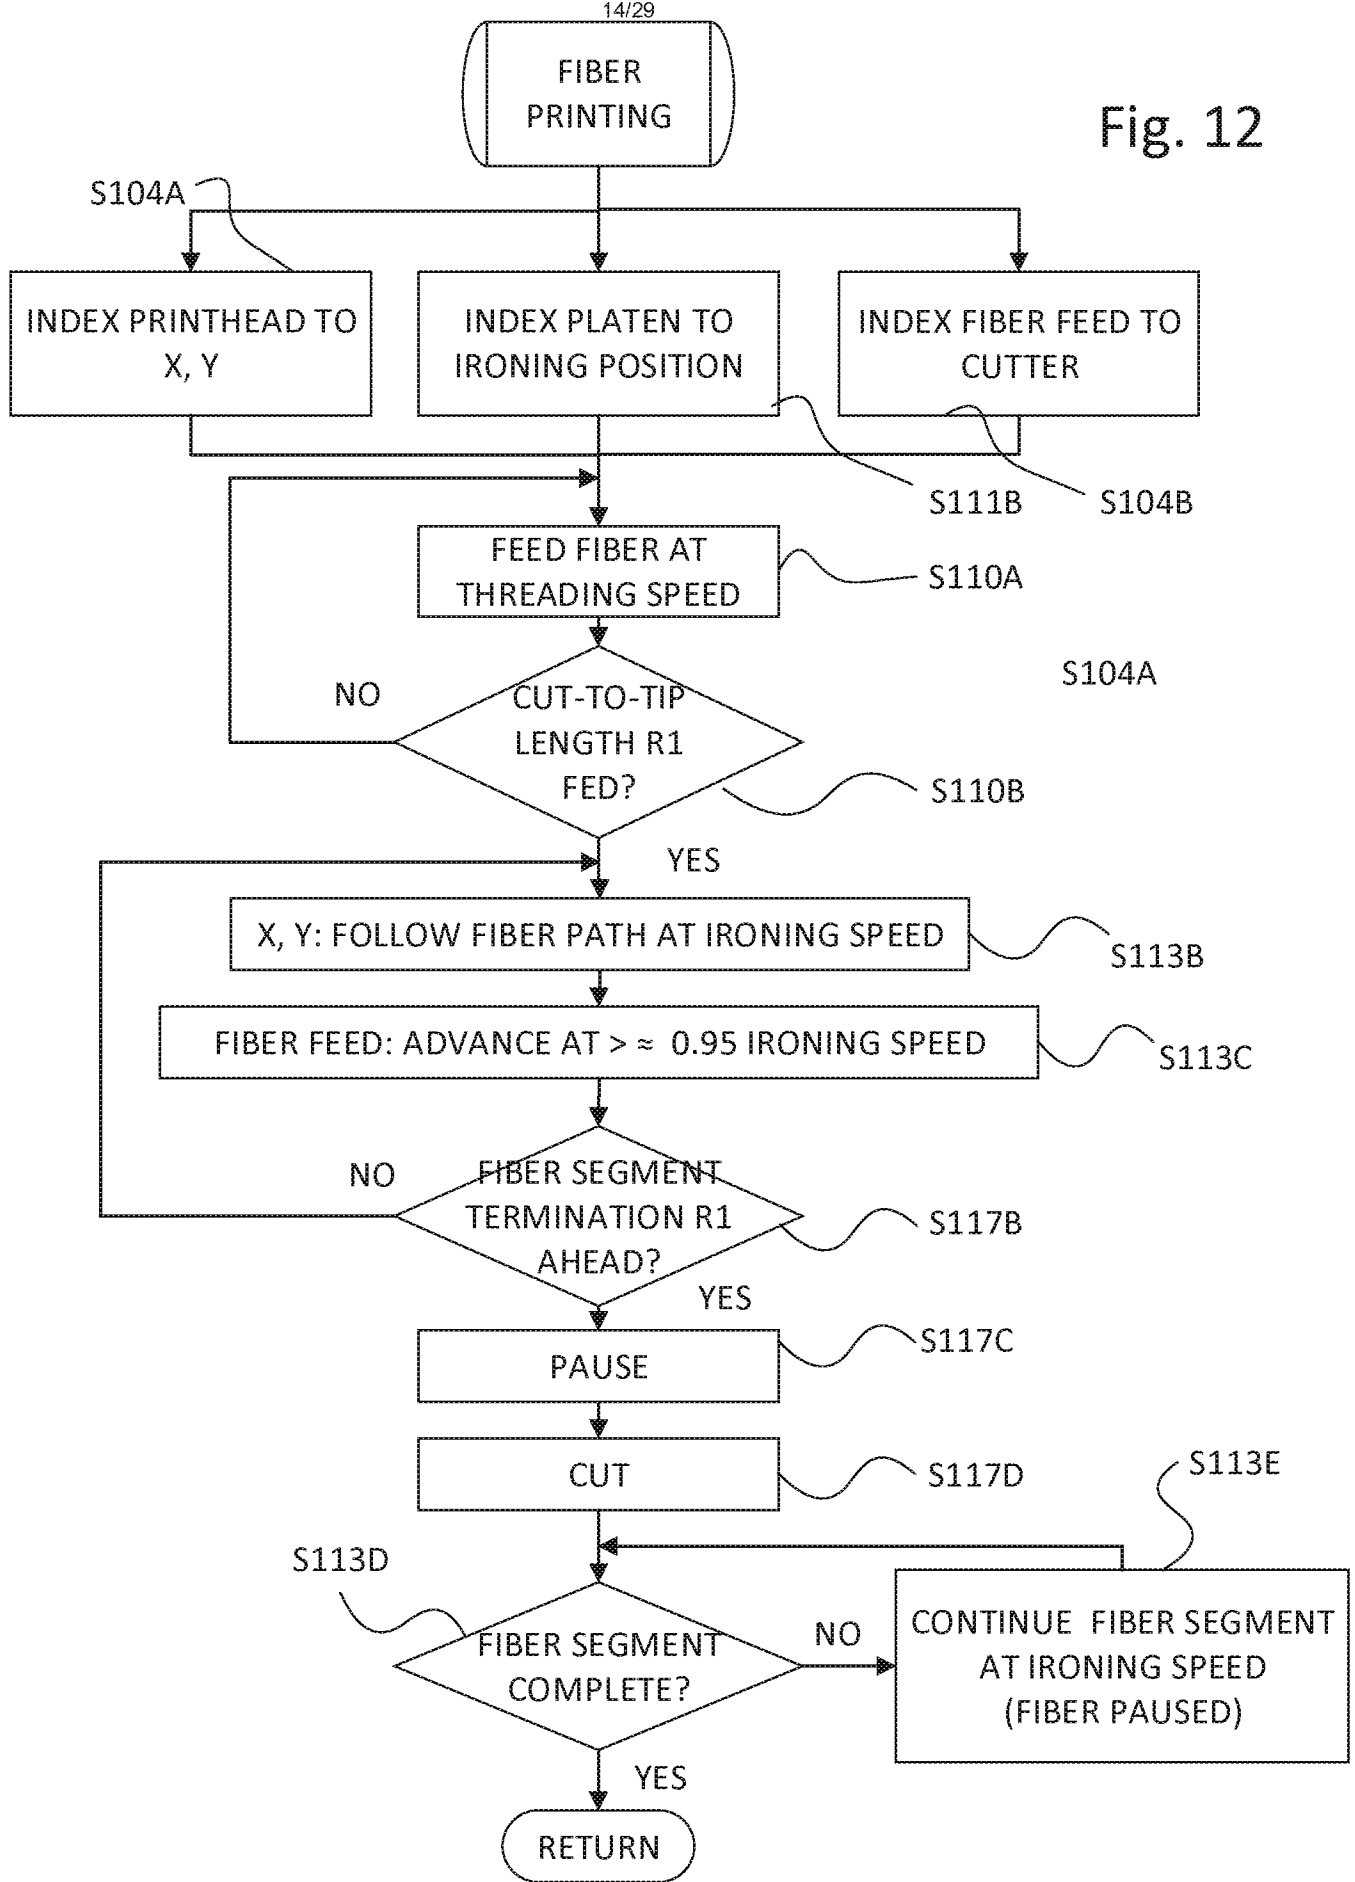 14/29
FIBER
PRINTING
Fig. 12
S104A
INDEX PRINTHEAD TO
X, Y
INDEX PLATEN TO
IRONING POSITION
INDEX FIBER FEED TO
CUTTER
S111B
S104B
FEED FIBER AT
THREADING SPEED
S110A
S104A
NO
CUT-TO-TIP
LENGTH R1
FED?
S110B
YES
X, Y: FOLLOW FIBER PATH AT IRONING SPEED
S113B
FIBER FEED: ADVANCE AT > ≈ 0.95 IRONING SPEED
S113C
NO
FIBER SEGMENT
TERMINATION R1
AHEAD?
S117B
YES
PAUSE
S117C
CUT
S117D
S113E
S113D
FIBER SEGMENT
COMPLETE?
NO
CONTINUE FIBER SEGMENT
AT IRONING SPEED
(FIBER PAUSED)
YES
RETURN